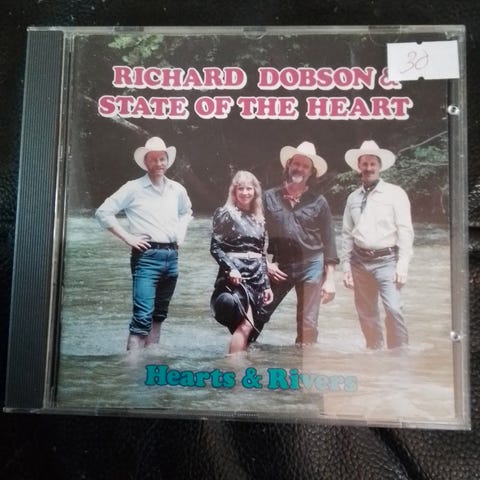 RICHARD DOBSON &
STATE OF THE HEART
30
Hearts & Rivers